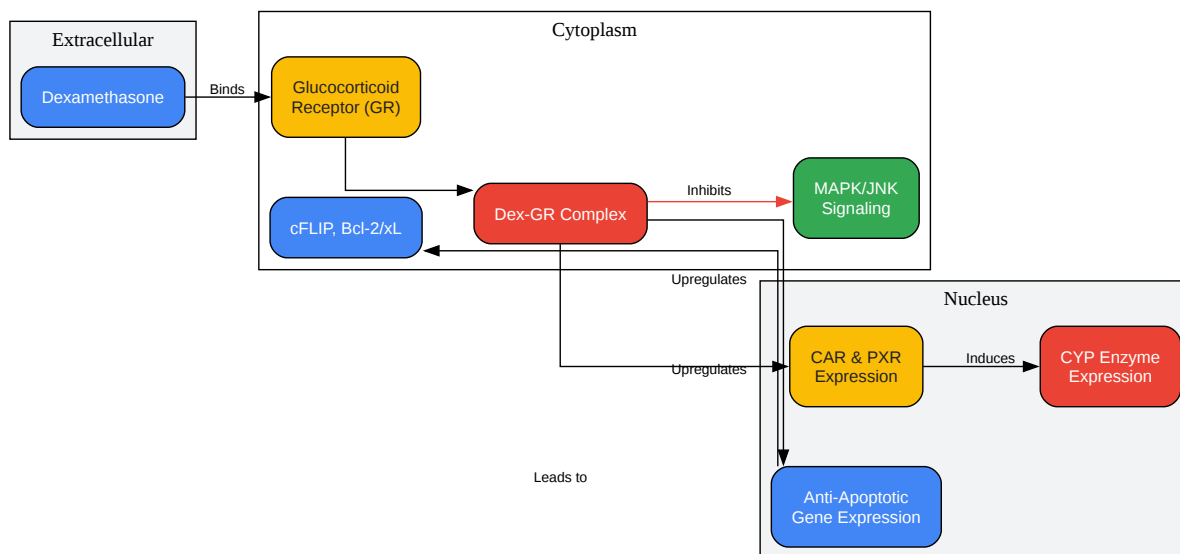 Extracellular
Dexamethasone
Binds
Cytoplasm
Glucocorticoid
Receptor (GR)
cFLIP, Bcl-2/xL
Dex-GR Complex
Inhibits
MAPK/JNK
Signaling
Upregulates
Upregulates
Leads to
Nucleus
CAR & PXR
Expression
Induces
CYP Enzyme
Expression
Anti-Apoptotic
Gene Expression